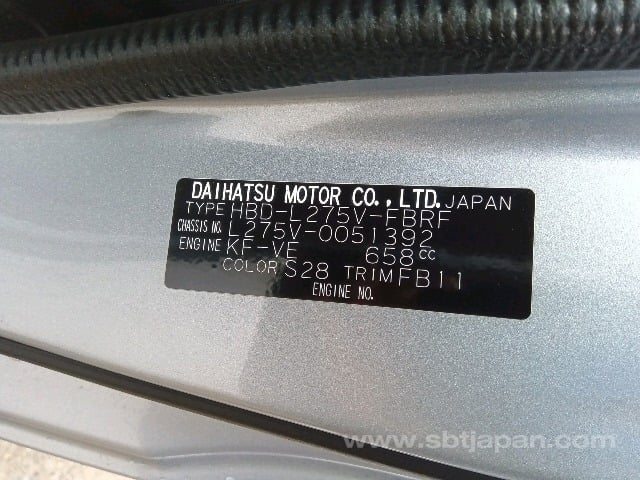 DAIHATSU MOTOR CO., LTD. JAPAN
TYPE HBD-L275V-FBRF
CHASSIS NO. L275V-0051392
ENGINE KF-VE 658cc
COLOR S28 TRIM FB11
ENGINE NO.
www.sbtjapan.com